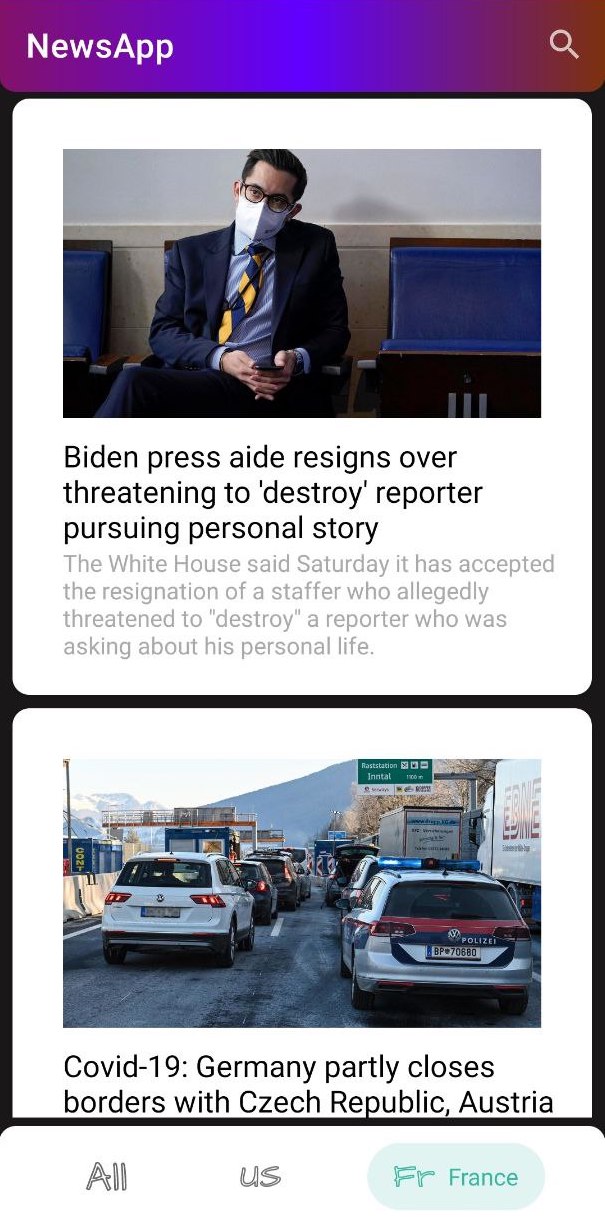 NewsApp
Biden press aide resigns over
threatening to 'destroy' reporter
pursuing personal story
The White House said Saturday it has accepted
the resignation of a staffer who allegedly
threatened to "destroy" a reporter who was
asking about his personal life.
Raststation
Inntal
CONT
POLIZEI
BP 70680
Covid-19: Germany partly closes
borders with Czech Republic, Austria
All
US
Fr France